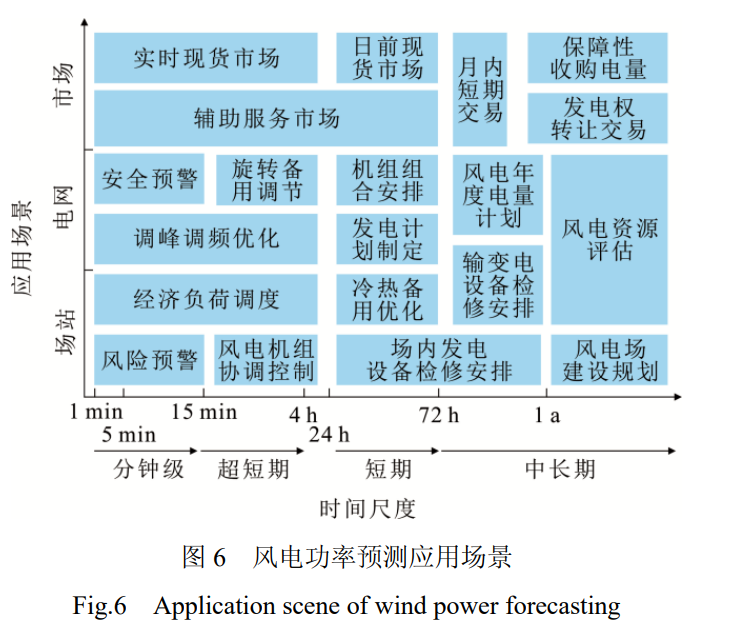 应用场景
市场
电网
场站
实时现货市场
日前现
货市场
月内
短期
交易
保障性
收购电量
辅助服务市场
发电权
转让交易
安全预警
旋转备
用调节
机组组
合安排
风电年
度电量
计划
风电资源
评估
调峰调频优化
发电计
划制定
经济负荷调度
冷热备
用优化
输变电
设备检
修安排
风险预警
风电机组
协调控制
场内发电
设备检修安排
风电场
建设规划
1 min
5 min
15 min
4 h
24 h
72 h
1 a
分钟级
超短期
短期
中长期
时间尺度
图 6 风电功率预测应用场景
Fig.6 Application scene of wind power forecasting